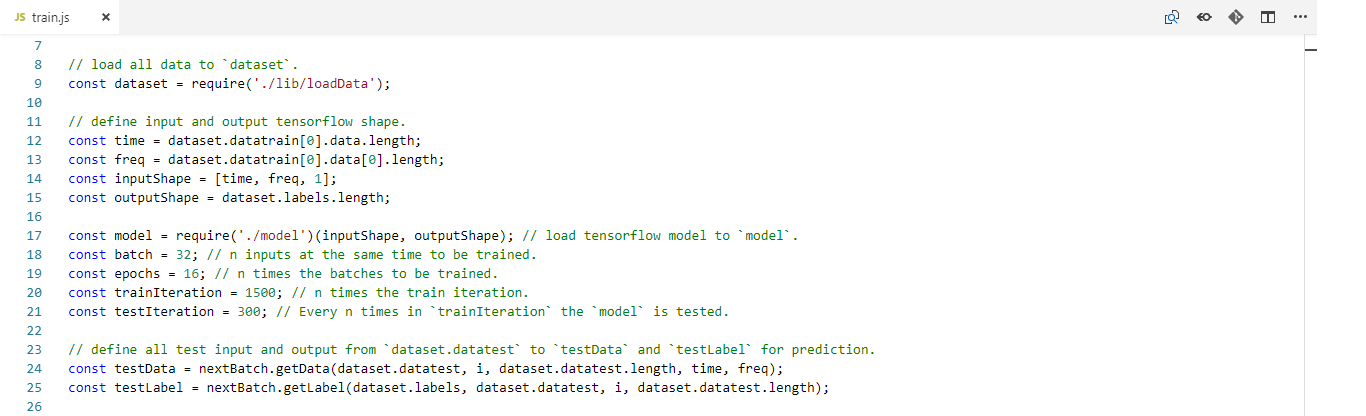 JS train.js ×
7
8 // load all data to `dataset`.
9 const dataset = require('./lib/loadData');
10
11 // define input and output tensorflow shape.
12 const time = dataset.datatrain[0].data.length;
13 const freq = dataset.datatrain[0].data[0].length;
14 const inputShape = [time, freq, 1];
15 const outputShape = dataset.labels.length;
16
17 const model = require('./model')(inputShape, outputShape); // load tensorflow model to `model`.
18 const batch = 32; // n inputs at the same time to be trained.
19 const epochs = 16; // n times the batches to be trained.
20 const trainIteration = 1500; // n times the train iteration.
21 const testIteration = 300; // Every n times in `trainIteration` the `model` is tested.
22
23 // define all test input and output from `dataset.datatest` to `testData` and `testLabel` for prediction.
24 const testData = nextBatch.getData(dataset.datatest, i, dataset.datatest.length, time, freq);
25 const testLabel = nextBatch.getLabel(dataset.labels, dataset.datatest, i, dataset.datatest.length);
26